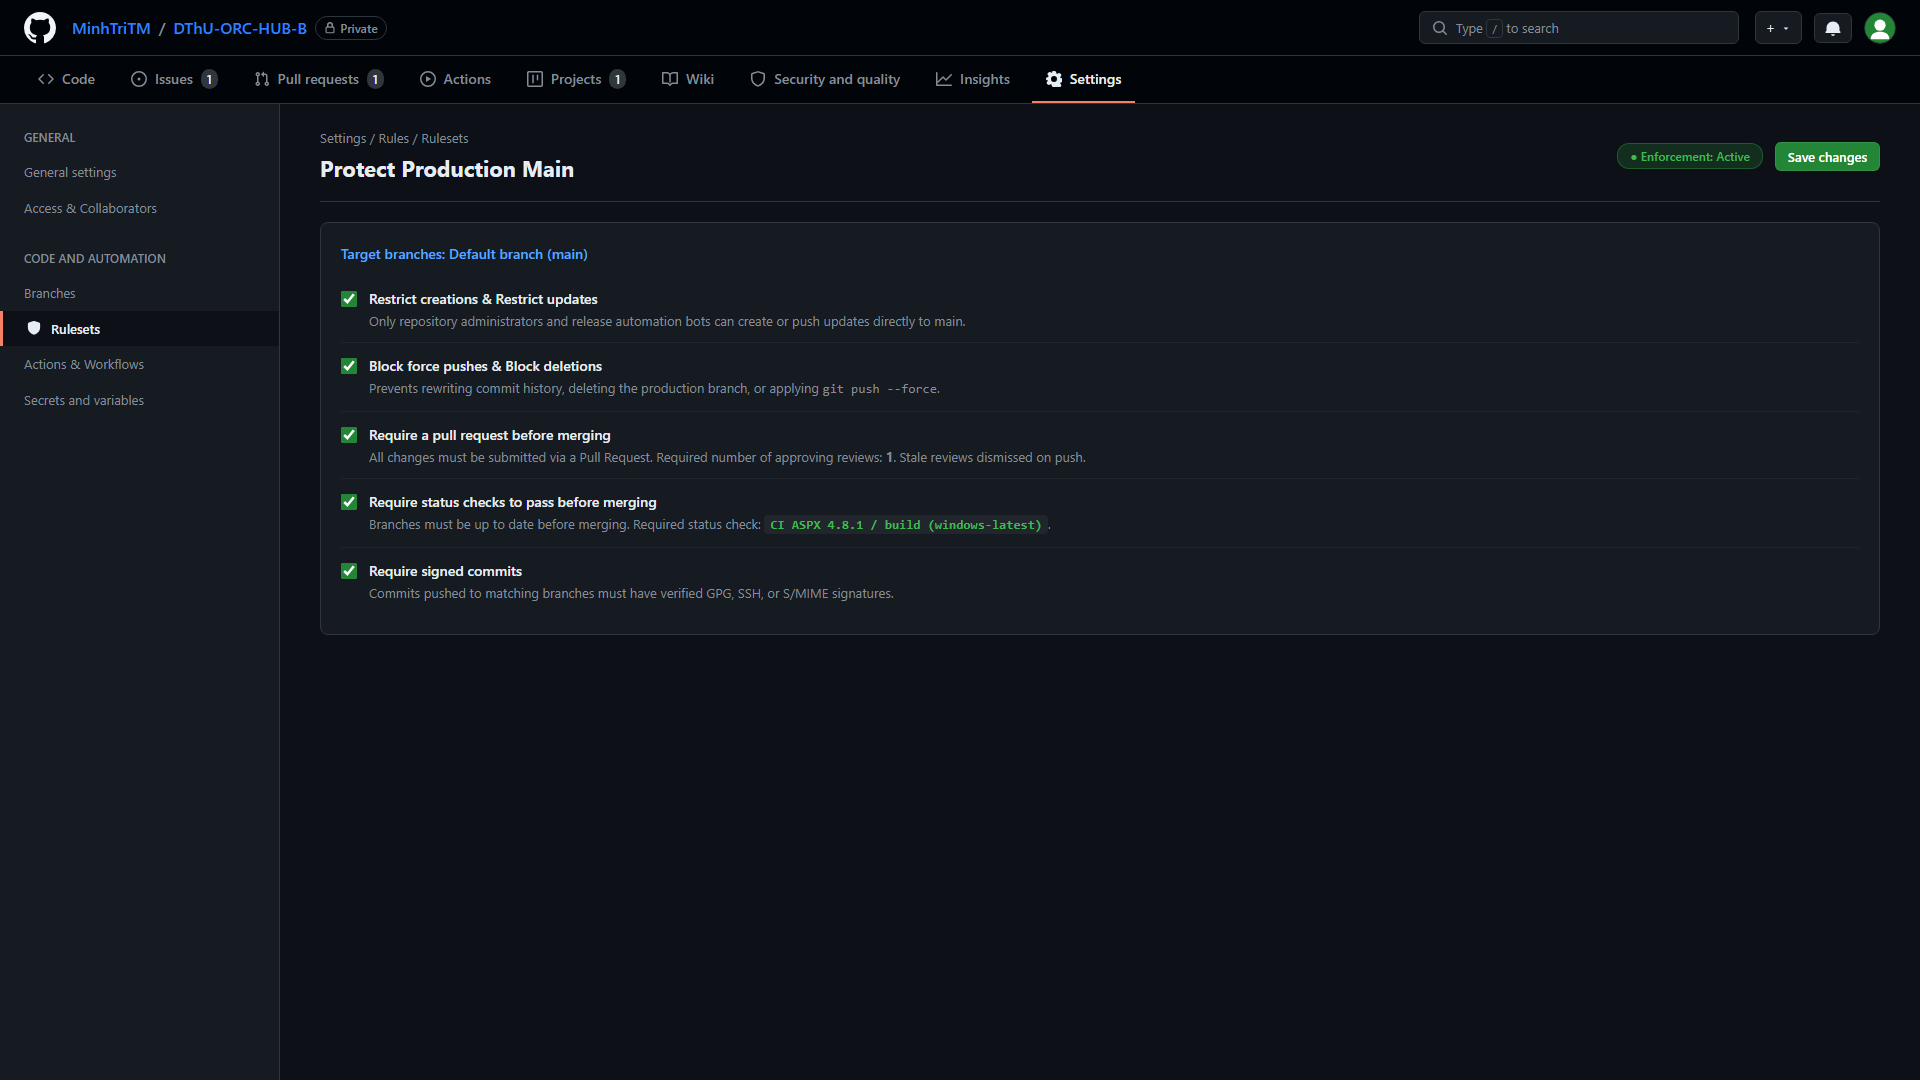 MinhTriTM / DThU-ORC-HUB-B Private
Type / to search
+
Code
Issues 1
Pull requests 1
Actions
Projects 1
Wiki
Security and quality
Insights
Settings
GENERAL
General settings
Access & Collaborators
CODE AND AUTOMATION
Branches
Rulesets
Actions & Workflows
Secrets and variables
Settings / Rules / Rulesets
Protect Production Main
● Enforcement: Active
Save changes
Target branches: Default branch (main)
Restrict creations & Restrict updates
Only repository administrators and release automation bots can create or push updates directly to main.
Block force pushes & Block deletions
Prevents rewriting commit history, deleting the production branch, or applying git push --force.
Require a pull request before merging
All changes must be submitted via a Pull Request. Required number of approving reviews: 1. Stale reviews dismissed on push.
Require status checks to pass before merging
Branches must be up to date before merging. Required status check: CI ASPX 4.8.1 / build (windows-latest) .
Require signed commits
Commits pushed to matching branches must have verified GPG, SSH, or S/MIME signatures.